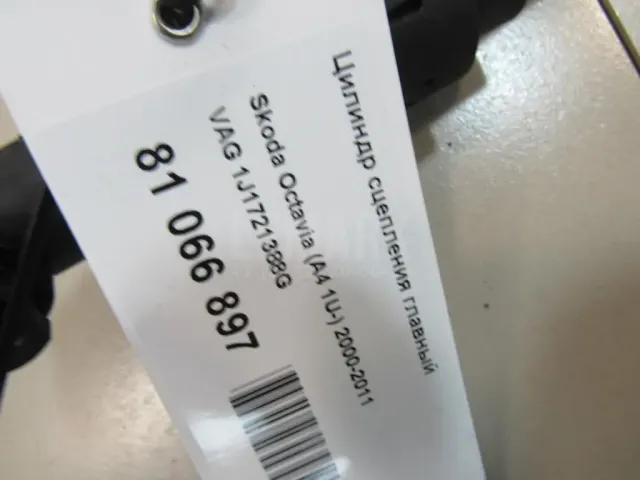 Цилиндр сцепления главный
Skoda Octavia (A4 1U-) 2000-2011
VAG 1J1721388G
81 066 897